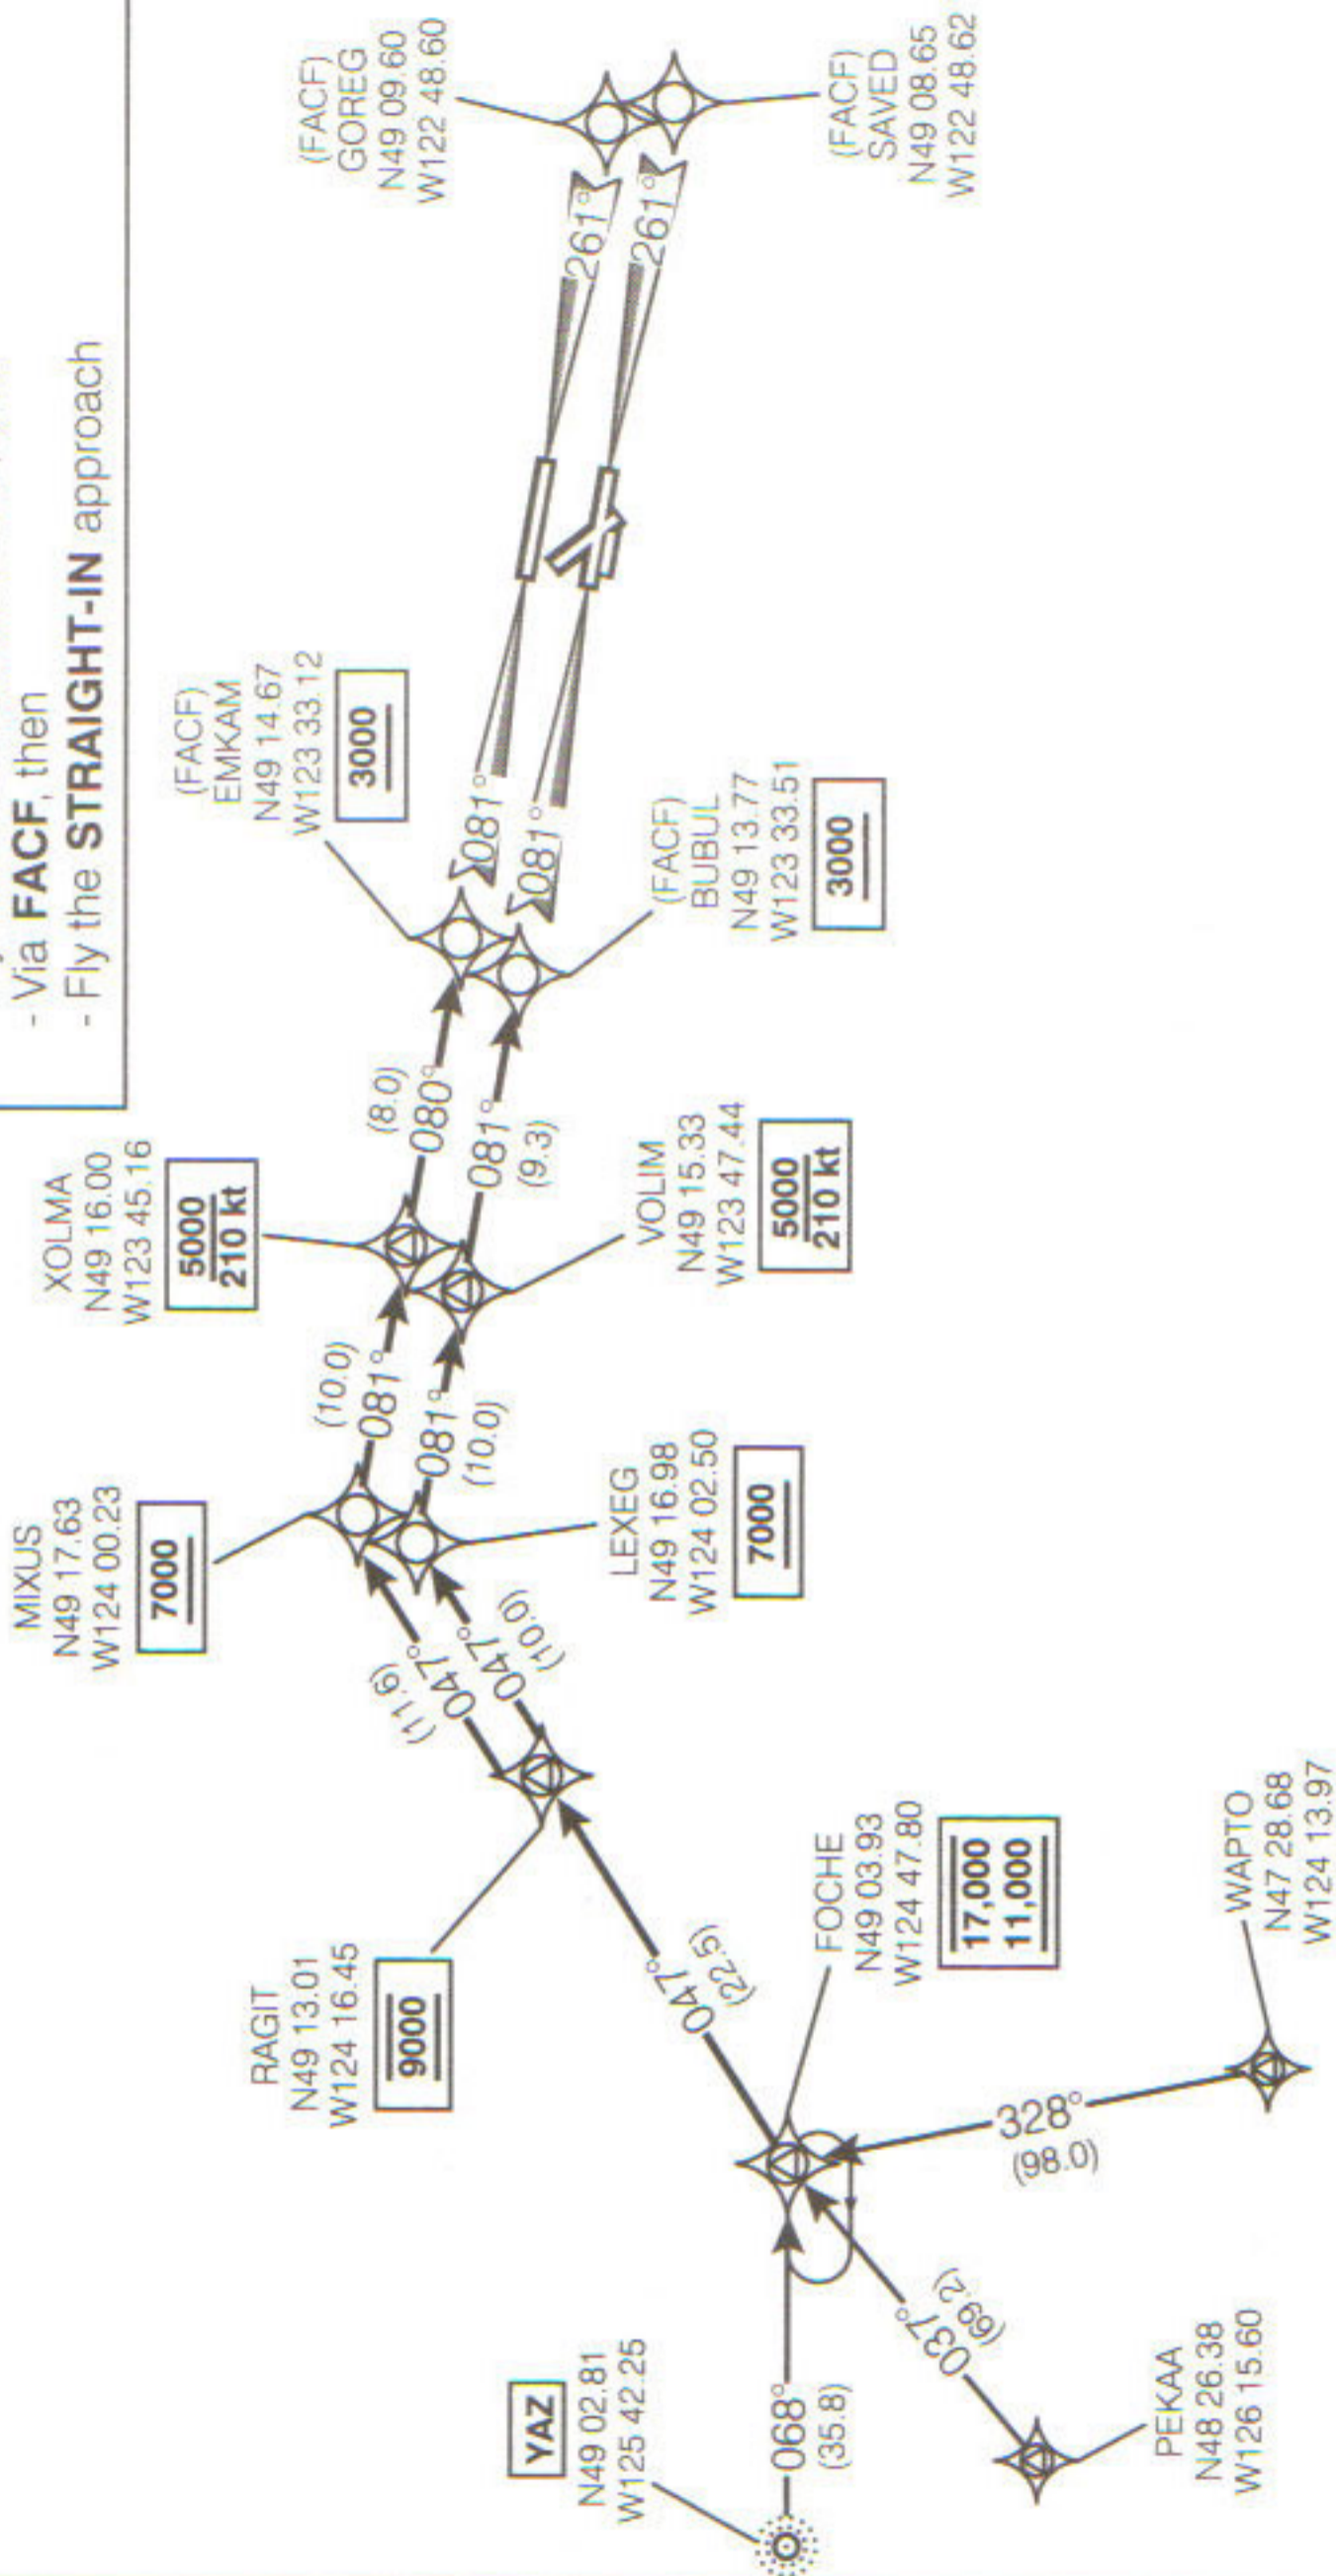 - Via FACF, then
- Fly the STRAIGHT-IN approach
MIXUS
N49 17.63
W124 00.23
7000
XOLMA
N49 16.00
W123 45.16
5000
210 kt
(FACF)
EMKAM
N49 14.67
W123 33.12
3000
(FACF)
GOREG
N49 09.60
W122 48.60
RAGIT
N49 13.01
W124 16.45
9000
(11.6)
047°
047°
(10.0)
(10.0)
081°
081°
(10.0)
(8.0)
080°
081°
(9.3)
081°
081°
261°
261°
LEXEG
N49 16.98
W124 02.50
7000
VOLIM
N49 15.33
W123 47.44
5000
210 kt
(FACF)
BUBUL
N49 13.77
W123 33.51
3000
(FACF)
SAVED
N49 08.65
W122 48.62
YAZ
N49 02.81
W125 42.25
068°
(35.8)
047°
(22.5)
FOCHE
N49 03.93
W124 47.80
17,000
11,000
037°
(69.2)
328°
(98.0)
PEKAA
N48 26.38
W126 15.60
WAPTO
N47 28.68
W124 13.97